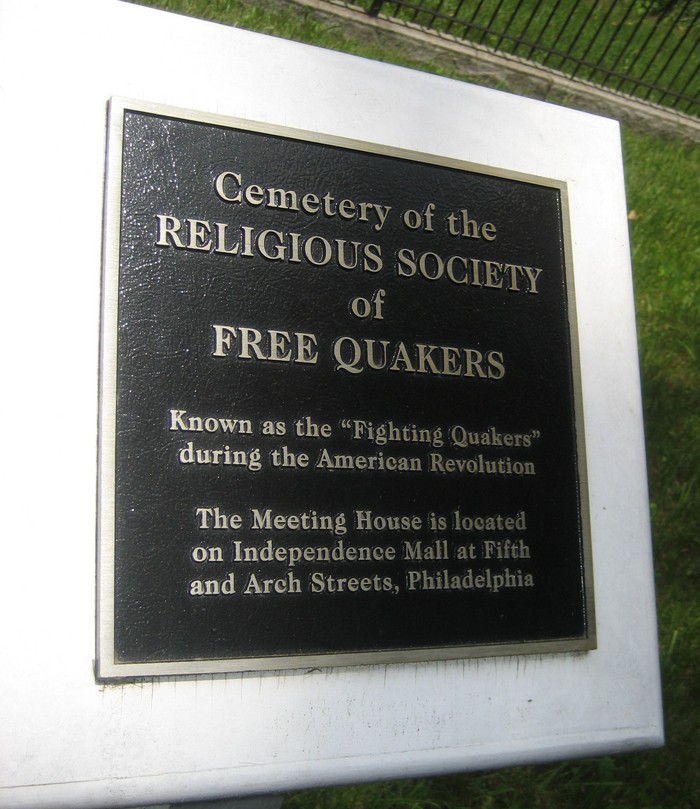 Cemetery of the
RELIGIOUS SOCIETY
of
FREE QUAKERS
Known as the “Fighting Quakers”
during the American Revolution
The Meeting House is located
on Independence Mall at Fifth
and Arch Streets, Philadelphia